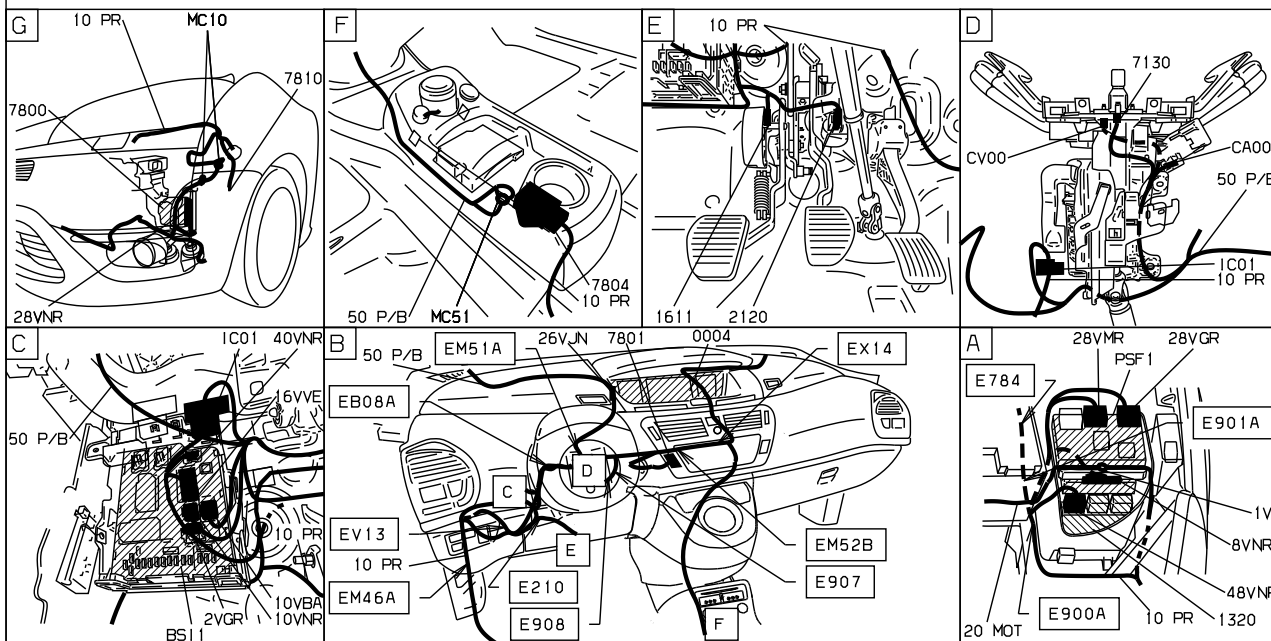 G
10 PR
MC10
7810
7800
28VNR
F
50 P/B
MC51
7804
10 PR
E
10 PR
1611
2120
D
7130
CV00
CA00
50 P/B
IC01
10 PR
C
IC01
40VNR
16VVE
50 P/B
10 PR
10VBA
10VNR
2VGR
BSI1
B
50 P/B
EM51A
26VJN
7801
0004
EX14
EB08A
D
C
EV13
10 PR
E
EM46A
E210
E908
EM52B
E907
F
A
28VMR
28VGR
PSF1
E784
E901A
1V
8VNR
48VNR
1320
10 PR
E900A
20 MOT